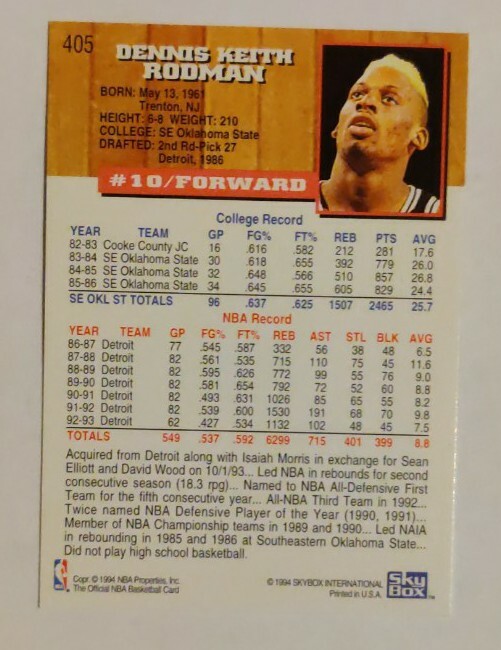 405
DENNIS KEITH
RODMAN
BORN: May 13, 1961
Trenton, NJ
HEIGHT: 6-8 WEIGHT: 210
COLLEGE: SE Oklahoma State
DRAFTED: 2nd Rd-Pick 27
Detroit, 1986
#10/FORWARD
College Record
YEAR TEAM GP FG% FT% REB PTS AVG
82-83 Cooke County JC 16 .616 .582 212 281 17.6
83-84 SE Oklahoma State 30 .618 .655 392 779 26.0
84-85 SE Oklahoma State 32 .648 .566 510 857 26.8
85-86 SE Oklahoma State 34 .645 .655 605 829 24.4
SE OKL ST TOTALS 96 .637 .625 1507 2465 25.7
NBA Record
YEAR TEAM GP FG% FT% REB AST STL BLK AVG
86-87 Detroit 77 .545 .587 332 56 38 48 6.5
87-88 Detroit 82 .561 .535 715 110 75 45 11.6
88-89 Detroit 82 .595 .626 772 99 55 76 9.0
89-90 Detroit 82 .581 .654 792 72 52 60 8.8
90-91 Detroit 82 .493 .631 1026 85 65 55 8.2
91-92 Detroit 82 .539 .600 1530 191 68 70 9.8
92-93 Detroit 62 .427 .534 1132 102 48 45 7.5
TOTALS 549 .537 .592 6299 715 401 399 8.8
Acquired from Detroit along with Isaiah Morris in exchange for Sean
Elliott and David Wood on 10/1/93... Led NBA in rebounds for second
consecutive season (18.3 rpg)... Named to NBA All-Defensive First
Team for the fifth consecutive year... All-NBA Third Team in 1992...
Twice named NBA Defensive Player of the Year (1990, 1991)...
Member of NBA Championship teams in 1989 and 1990... Led NAIA
in rebounding in 1985 and 1986 at Southeastern Oklahoma State...
Did not play high school basketball.
Copr. © 1994 NBA Properties, Inc.
The Official NBA Basketball Card
© 1994 SKYBOX INTERNATIONAL
Printed in U.S.A.
SkyBox™